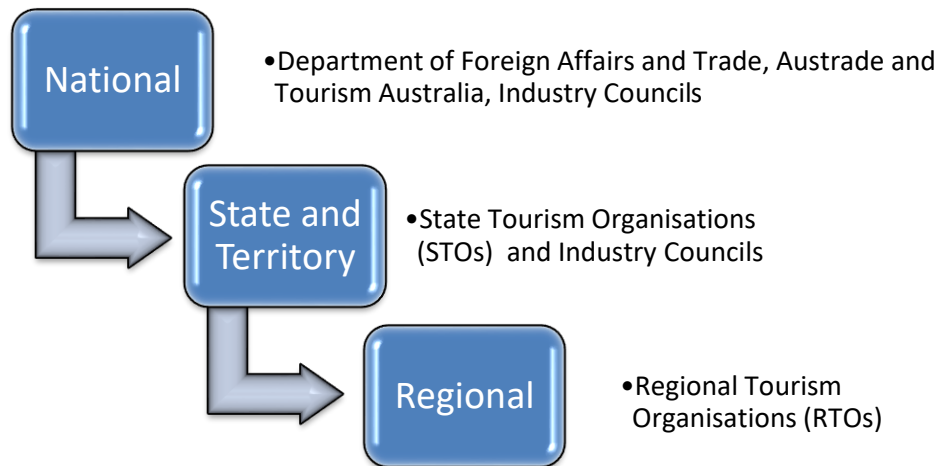 National
•Department of Foreign Affairs and Trade, Austrade and
Tourism Australia, Industry Councils
State and
Territory
•State Tourism Organisations
(STOs) and Industry Councils
Regional
•Regional Tourism
Organisations (RTOs)